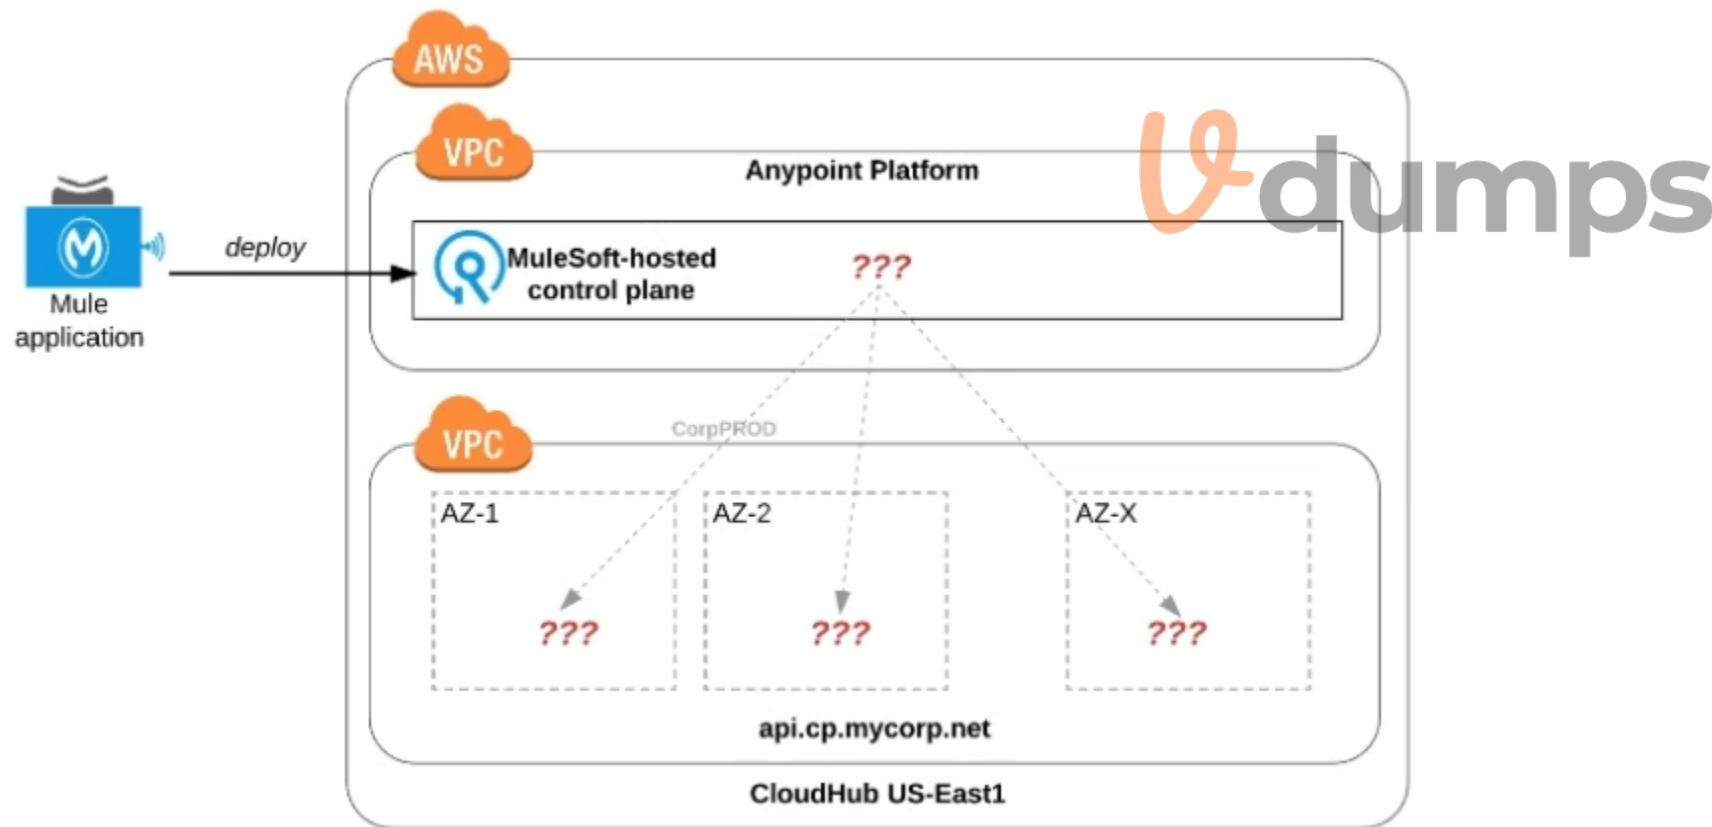 AWS
VPC
Anypoint Platform
Vdumps
deploy
MuleSoft-hosted
control plane
???
Mule
application
CorpPROD
VPC
AZ-1
AZ-2
AZ-X
???
???
???
api.cp.mycorp.net
CloudHub US-East1